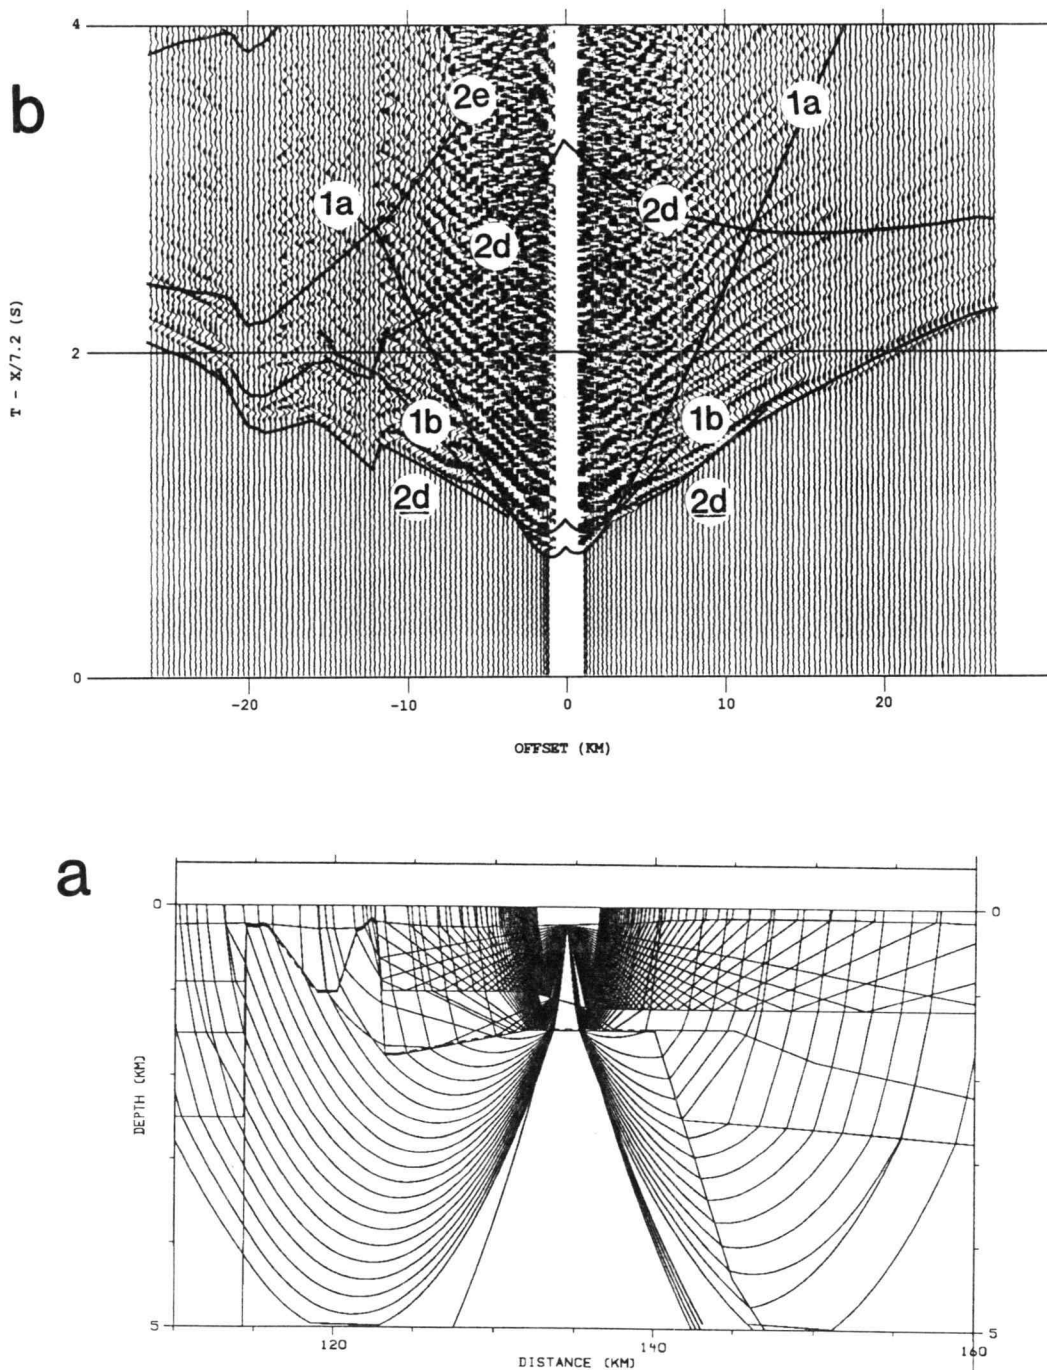 b
4
2
0
T - X/7.2 (S)
2e
1a
1a
2d
2d
1b
1b
2d
2d
-20
-10
0
10
20
OFFSET (KM)
a
0
0
DEPTH (KM)
5
5
120
140
160
DISTANCE (KM)